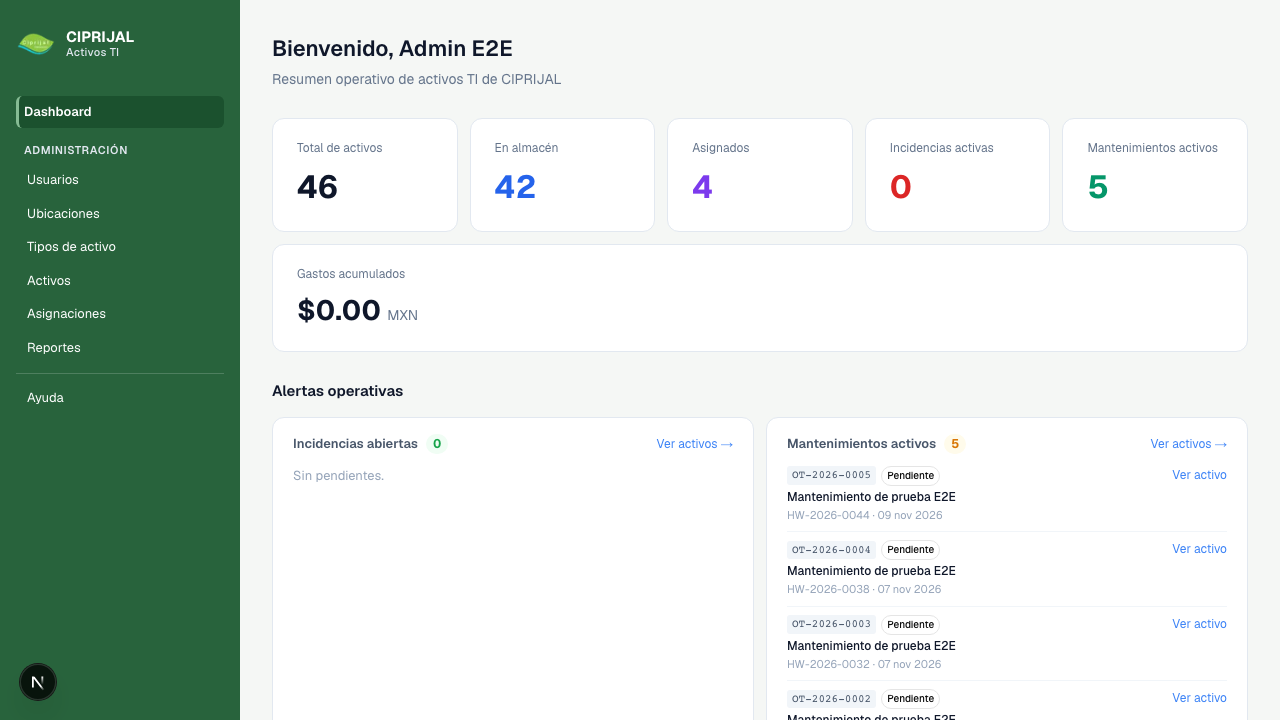 Ciprijal
CIPRIJAL
Activos TI
Dashboard
ADMINISTRACIÓN
Usuarios
Ubicaciones
Tipos de activo
Activos
Asignaciones
Reportes
Ayuda
N
Bienvenido, Admin E2E
Resumen operativo de activos TI de CIPRIJAL
Total de activos
46
En almacén
42
Asignados
4
Incidencias activas
0
Mantenimientos activos
5
Gastos acumulados
$0.00 MXN
Alertas operativas
Incidencias abiertas 0 Ver activos →
Sin pendientes.
Mantenimientos activos 5 Ver activos →
OT-2026-0005 Pendiente Ver activo
Mantenimiento de prueba E2E
HW-2026-0044 · 09 nov 2026
OT-2026-0004 Pendiente Ver activo
Mantenimiento de prueba E2E
HW-2026-0038 · 07 nov 2026
OT-2026-0003 Pendiente Ver activo
Mantenimiento de prueba E2E
HW-2026-0032 · 07 nov 2026
OT-2026-0002 Pendiente Ver activo
Mantenimiento de prueba E2E